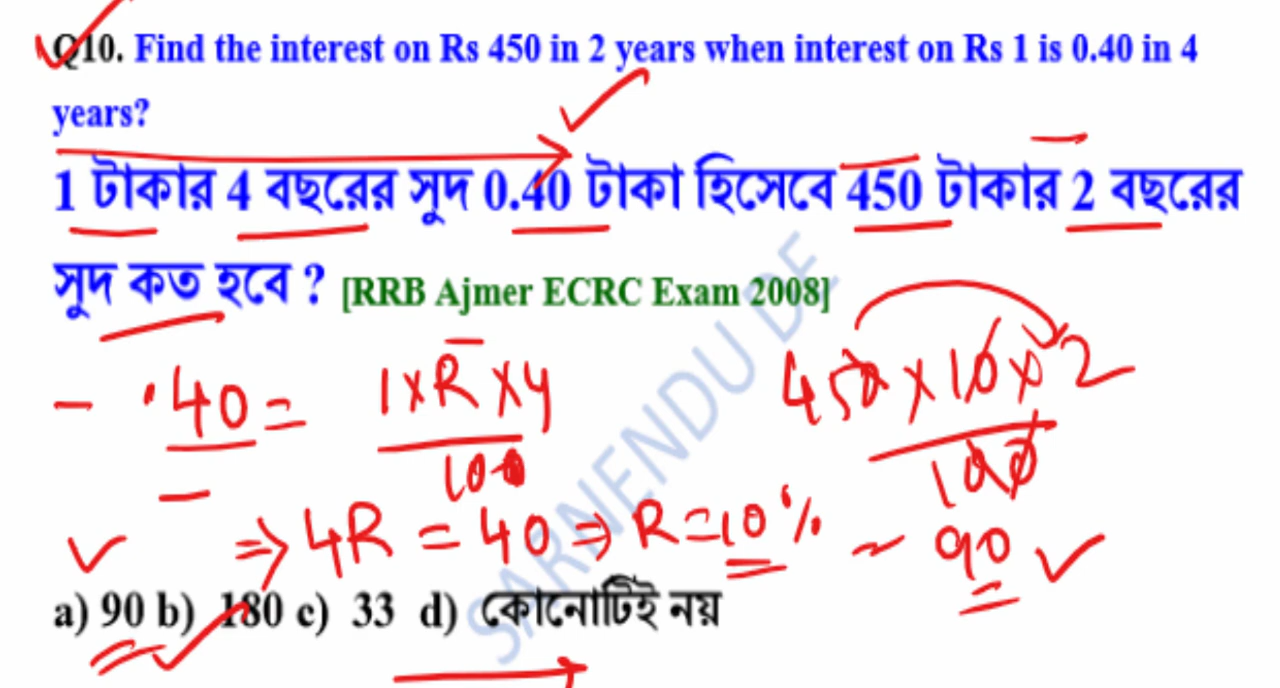 Q10. Find the interest on Rs 450 in 2 years when interest on Rs 1 is 0.40 in 4
years?
1 টাকার 4 বছরের সুদ 0.40 টাকা হিসেবে 450 টাকার 2 বছরের
সুদ কত হবে ? [RRB Ajmer ECRC Exam 2008]
- .40 = 1 x R x 4 / 100
450 x 10 x 2 / 100
⇒ 4R = 40 ⇒ R = 10%
~ 90
a) 90 b) 180 c) 33 d) কোনোটিই নয়
SARNENDU DE